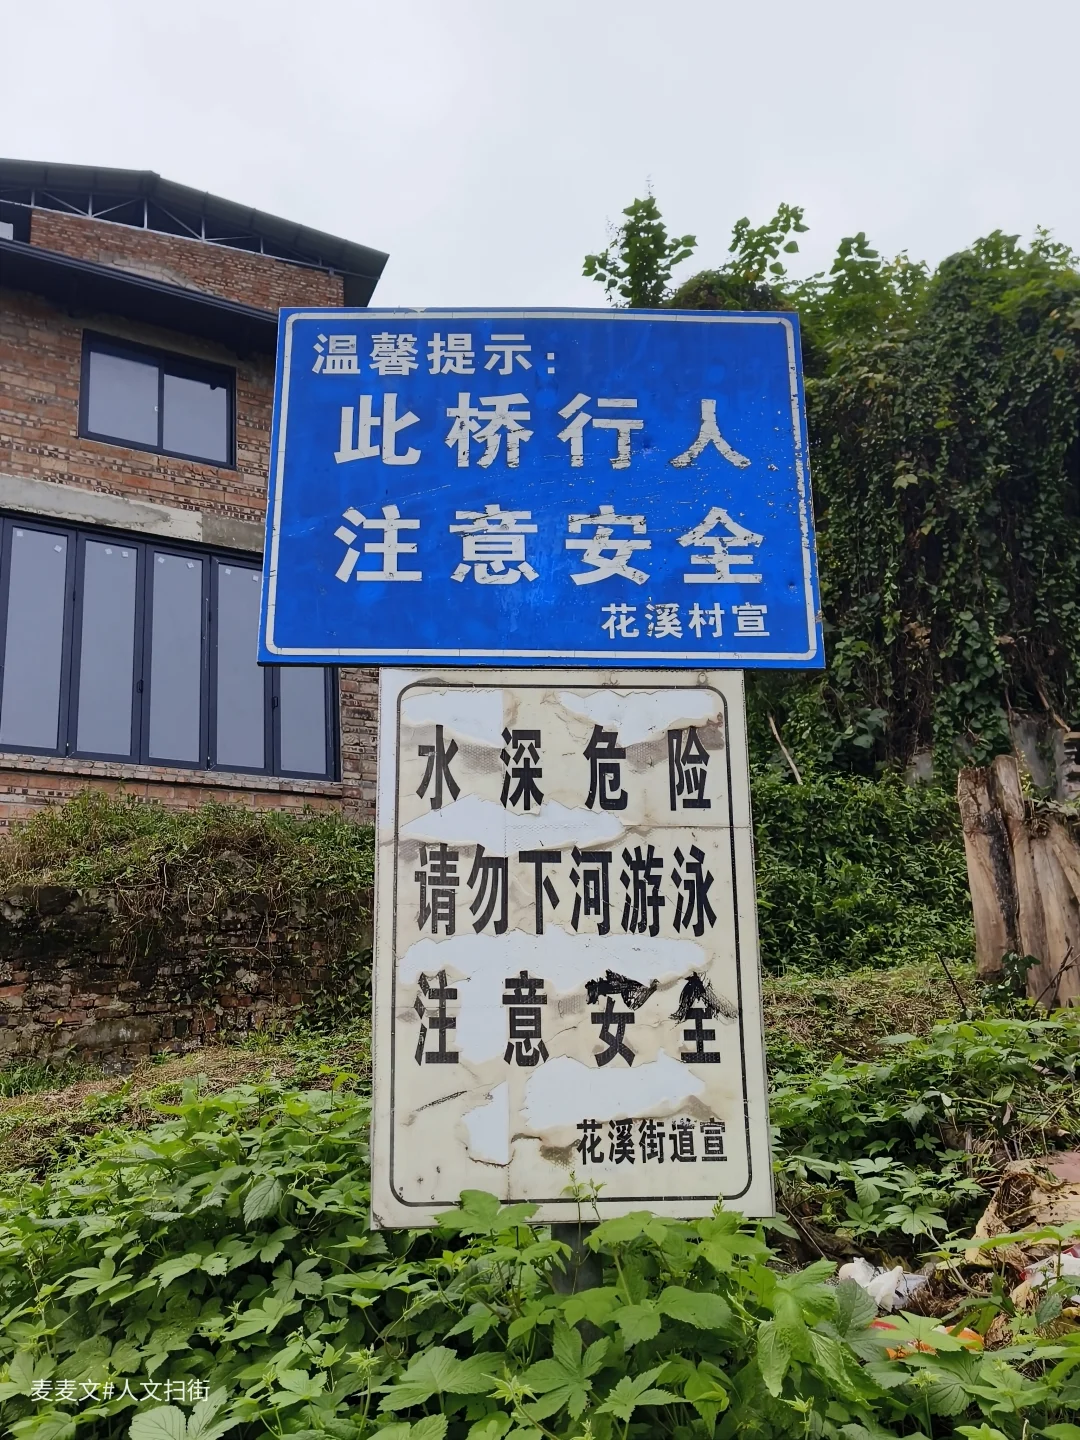 温馨提示:
此桥行人
注意安全
花溪村宣
水深危险
请勿下河游泳
注意安全
花溪街道宣
麦麦文#人文扫街